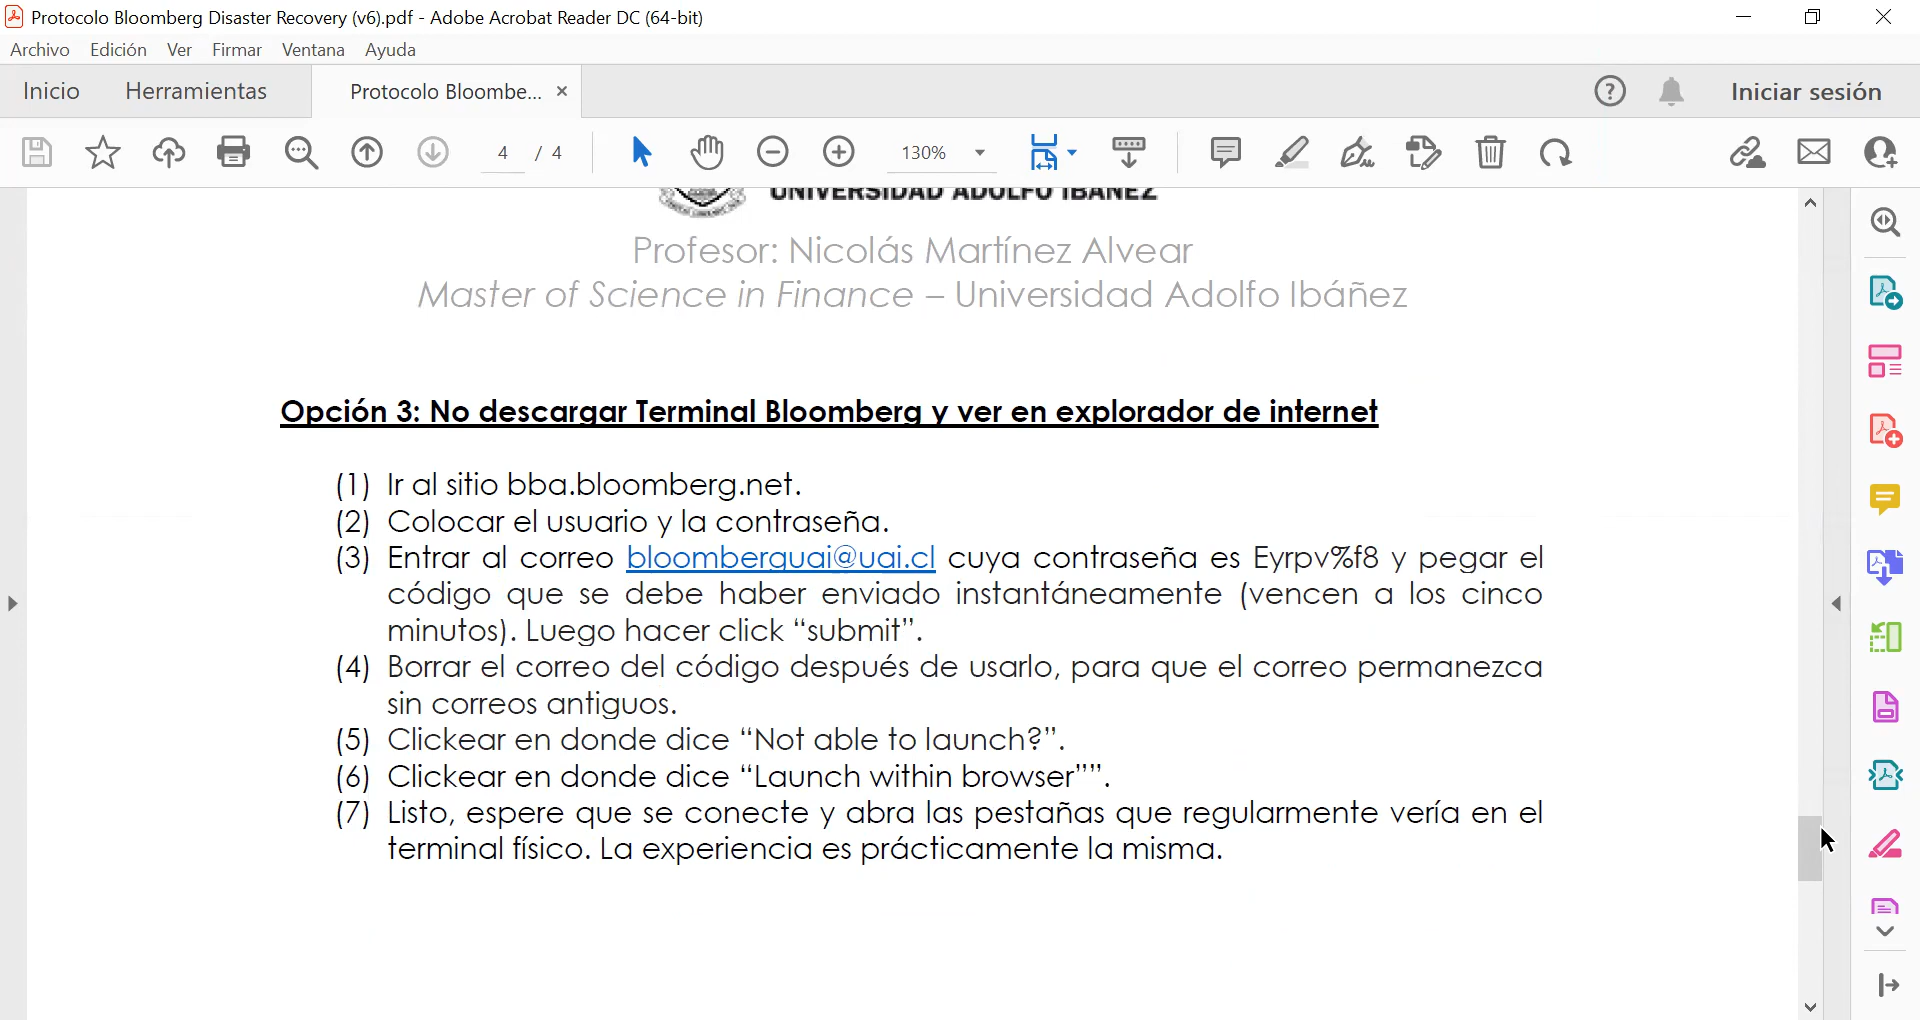 Protocolo Bloomberg Disaster Recovery (v6).pdf - Adobe Acrobat Reader DC (64-bit)
Archivo Edición Ver Firmar Ventana Ayuda
Inicio Herramientas Protocolo Bloombe... × Iniciar sesión
4 / 4 130%
UNIVERSIDAD ADOLFO IBÁÑEZ
Profesor: Nicolás Martínez Alvear
Master of Science in Finance – Universidad Adolfo Ibáñez
Opción 3: No descargar Terminal Bloomberg y ver en explorador de internet
(1) Ir al sitio bba.bloomberg.net.
(2) Colocar el usuario y la contraseña.
(3) Entrar al correo bloomberguai@uai.cl cuya contraseña es Eyrpv%f8 y pegar el
código que se debe haber enviado instantáneamente (vencen a los cinco
minutos). Luego hacer click “submit”.
(4) Borrar el correo del código después de usarlo, para que el correo permanezca
sin correos antiguos.
(5) Clickear en donde dice “Not able to launch?”.
(6) Clickear en donde dice “Launch within browser””.
(7) Listo, espere que se conecte y abra las pestañas que regularmente vería en el
terminal físico. La experiencia es prácticamente la misma.